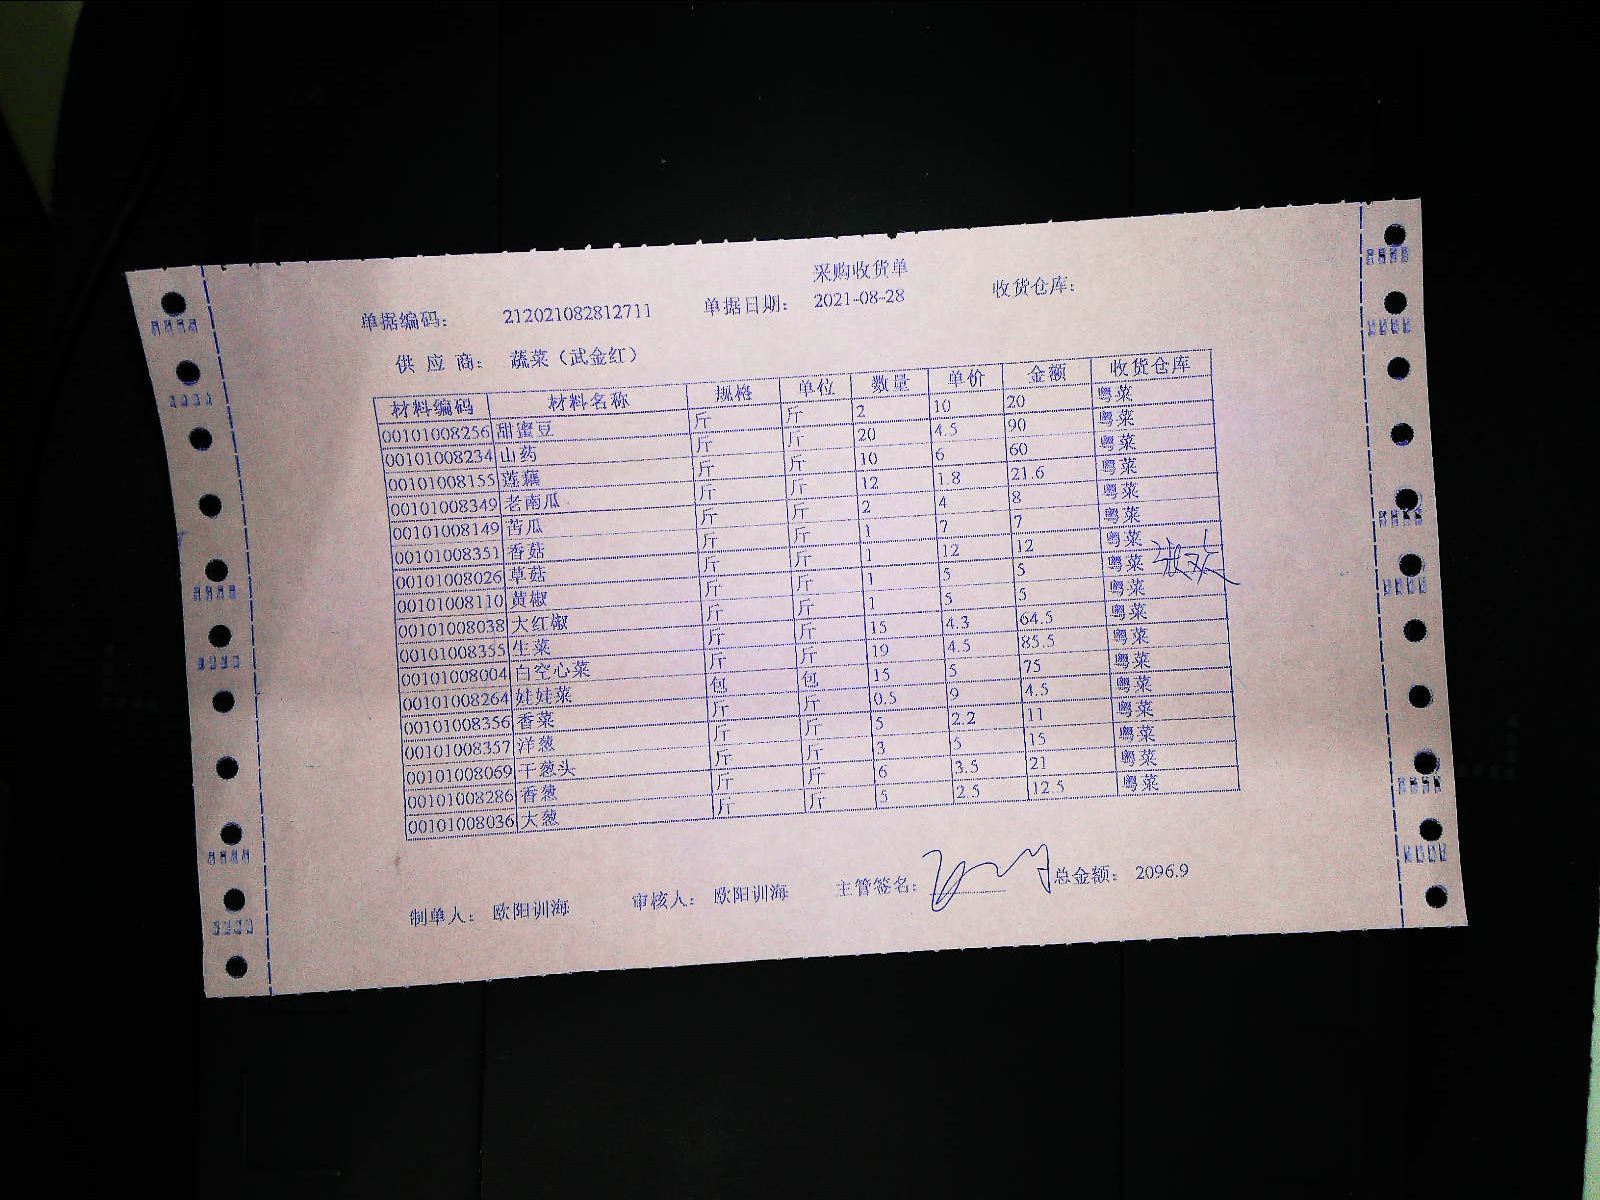 采购收货单
单据编码： 212021082812711 单据日期： 2021-08-28 收货仓库：
供 应 商： 蔬菜（武金红）
材料编码 材料名称 规格 单位 数量 单价 金额 收货仓库
00101008256 甜蜜豆 斤 斤 2 10 20 粤菜
00101008234 山药 斤 斤 20 4.5 90 粤菜
00101008155 莲藕 斤 斤 10 6 60 粤菜
00101008349 老南瓜 斤 斤 12 1.8 21.6 粤菜
00101008149 苦瓜 斤 斤 2 4 8 粤菜
00101008351 香菇 斤 斤 1 7 7 粤菜
00101008026 草菇 斤 斤 1 12 12 粤菜
00101008110 黄椒 斤 斤 1 5 5 粤菜
00101008038 大红椒 斤 斤 1 5 5 粤菜
00101008355 生菜 斤 斤 15 4.3 64.5 粤菜
00101008004 白空心菜 斤 斤 19 4.5 85.5 粤菜
00101008264 娃娃菜 包 包 15 5 75 粤菜
00101008356 香菜 斤 斤 0.5 9 4.5 粤菜
00101008357 洋葱 斤 斤 5 2.2 11 粤菜
00101008069 干葱头 斤 斤 3 5 15 粤菜
00101008286 香葱 斤 斤 6 3.5 21 粤菜
00101008036 大葱 斤 斤 5 2.5 12.5 粤菜
制单人： 欧阳训海 审核人： 欧阳训海 主管签名： 总金额： 2096.9